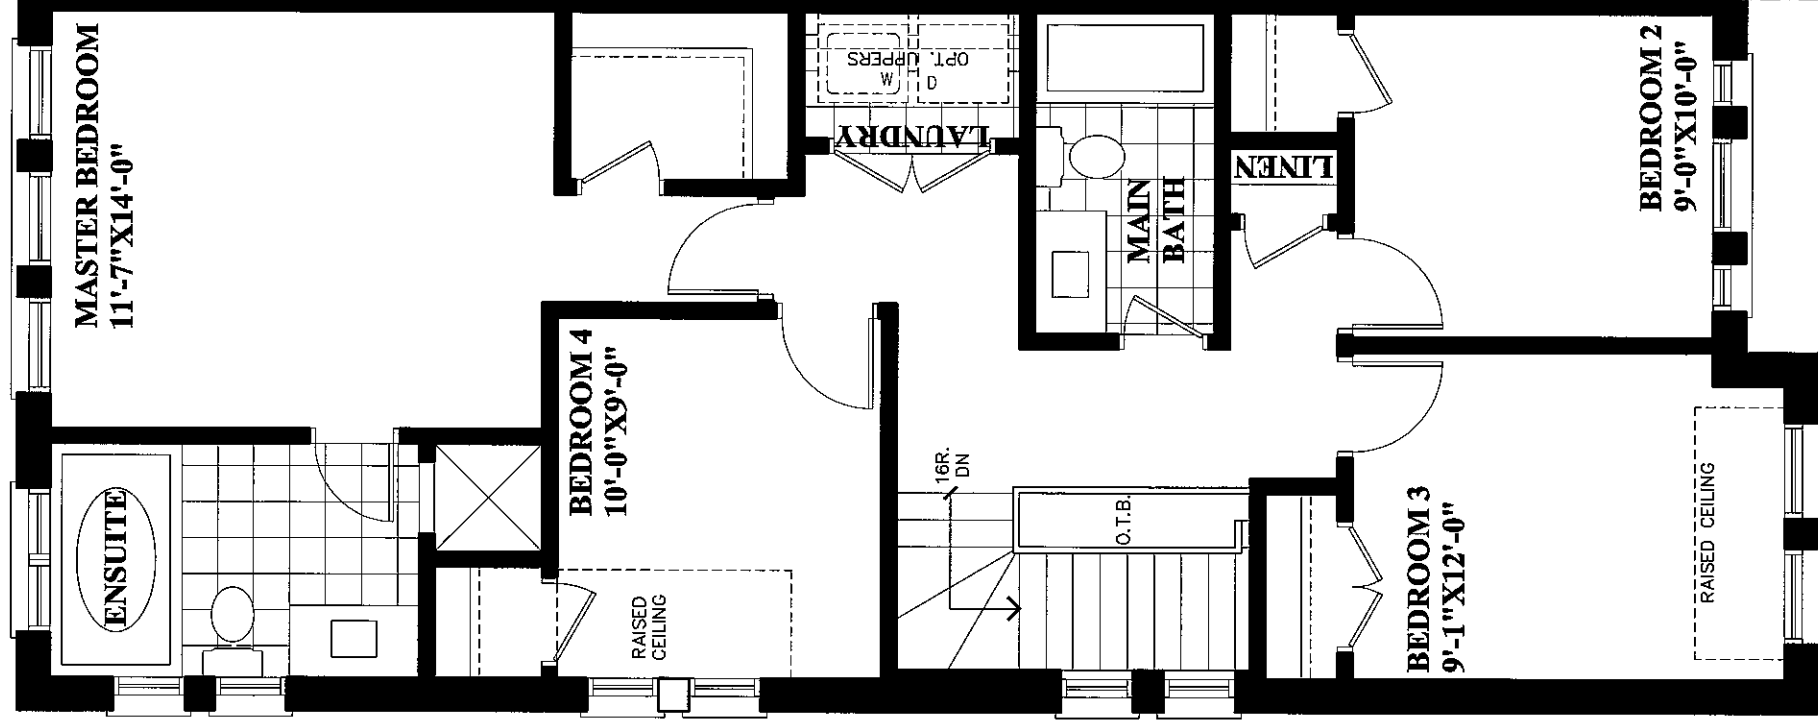 MASTER BEDROOM
11'-7"X14'-0"
OPT. UPPERS
W D
LAUNDRY
MAIN
BATH
LINEN
BEDROOM 2
9'-0"X10'-0"
ENSUITE
BEDROOM 4
10'-0"X9'-0"
RAISED
CEILING
16R.
DN
O.T.B.
BEDROOM 3
9'-1"X12'-0"
RAISED CEILING